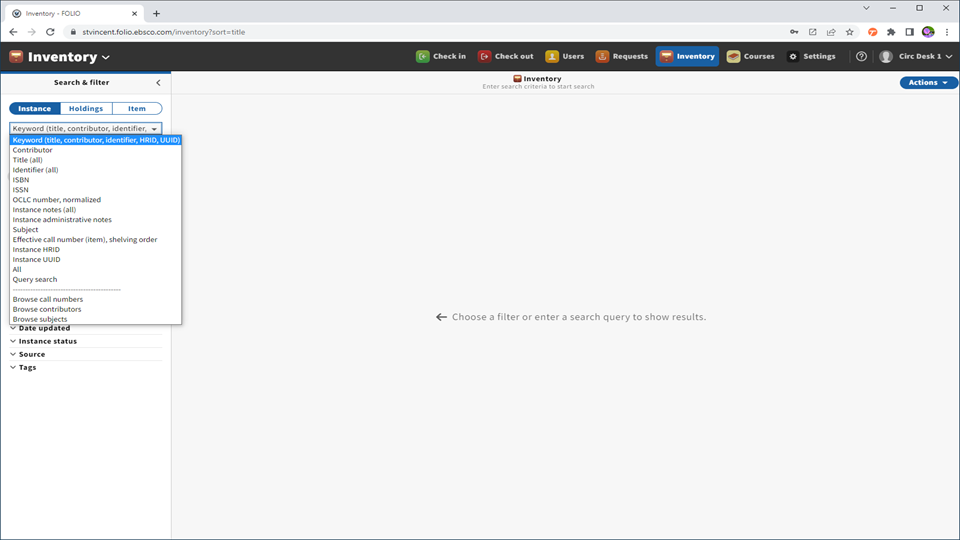 Inventory - FOLIO
stvincent.folio.ebsco.com/inventory?sort=title
Inventory
Check in
Check out
Users
Requests
Inventory
Courses
Settings
Circ Desk 1
Search & filter
Inventory
Enter search criteria to start search
Actions
Instance Holdings Item
Keyword (title, contributor, identifier,
Keyword (title, contributor, identifier, HRID, UUID)
Contributor
Title (all)
Identifier (all)
ISBN
ISSN
OCLC number, normalized
Instance notes (all)
Instance administrative notes
Subject
Effective call number (item), shelving order
Instance HRID
Instance UUID
All
Query search
--------------------------------------------
Browse call numbers
Browse contributors
Browse subjects
Date updated
Instance status
Source
Tags
Choose a filter or enter a search query to show results.